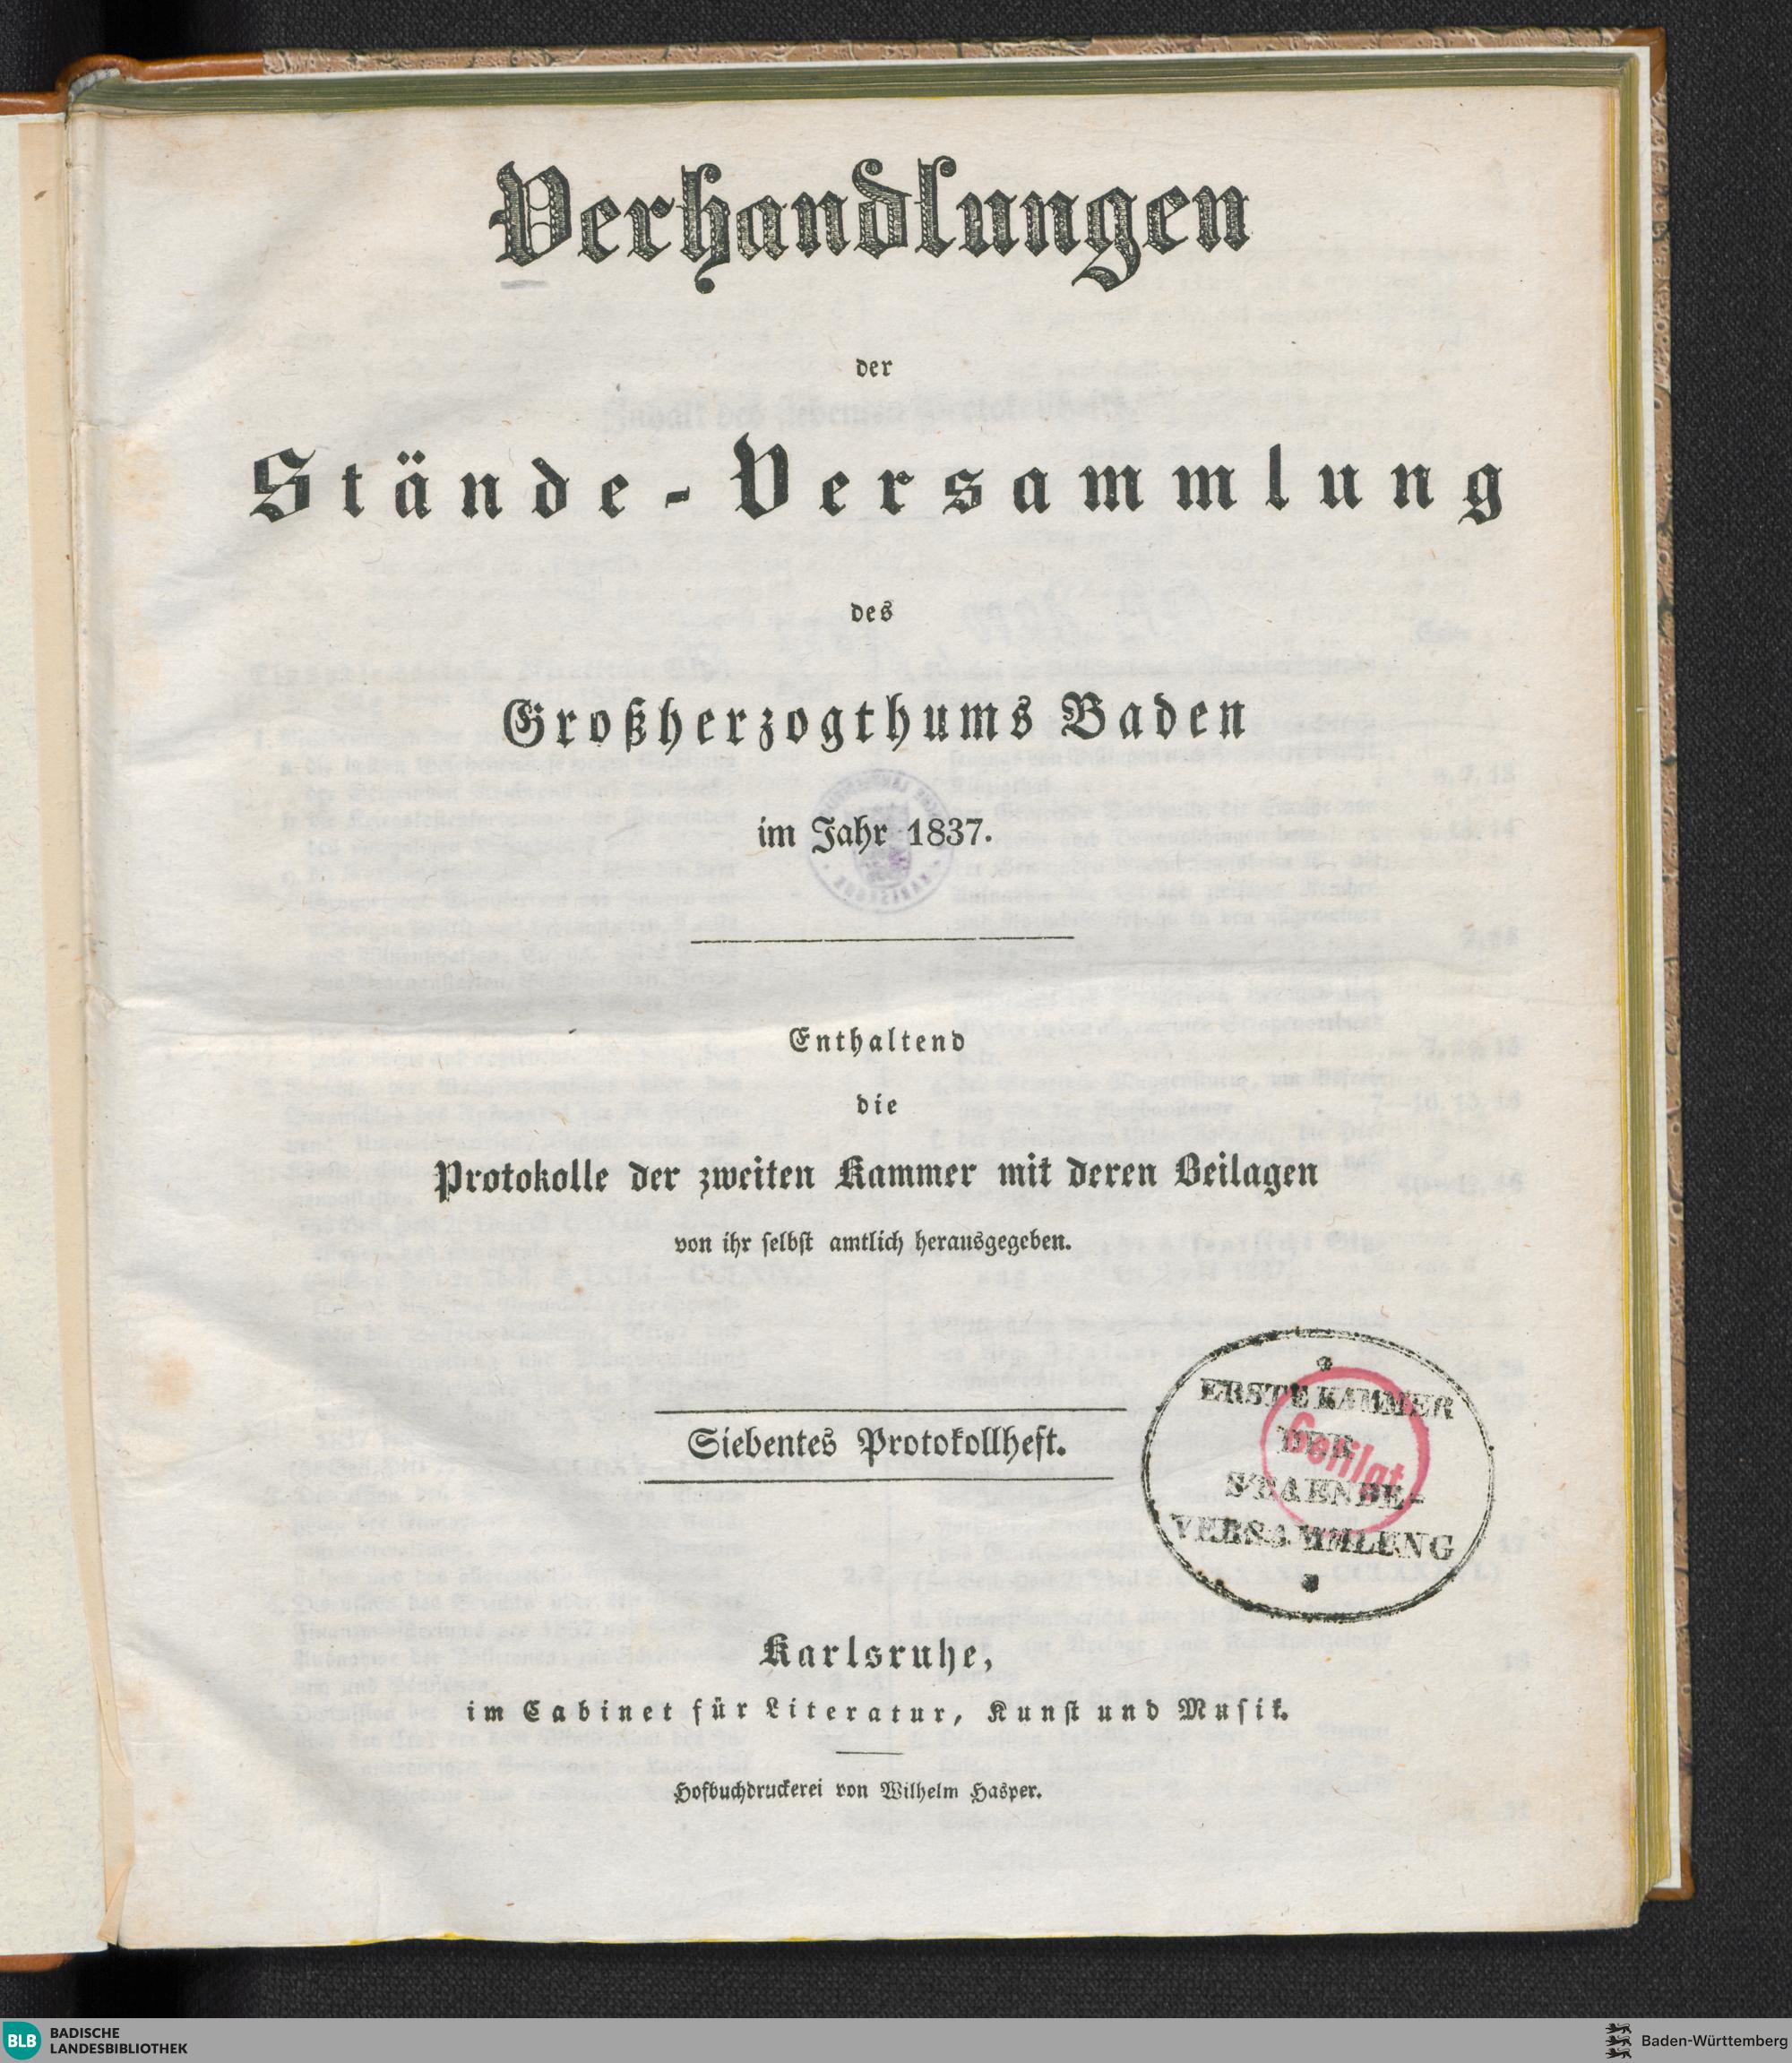 Verhandlungen
der
Stände-Versammlung
des
Großherzogthums Baden
im Jahr 1837.
Enthaltend
die
Protokolle der zweiten Kammer mit deren Beilagen
von ihr selbst amtlich herausgegeben.
Siebentes Protokollheft.
ERSTE KAMMER
DER
STAENDE-
VERSAMMLUNG
Karlsruhe,
im Cabinet für Literatur, Kunst und Musik.
Hofbuchdruckerei von Wilhelm Hasper.
BLB BADISCHE
LANDESBIBLIOTHEK
Baden-Württemberg